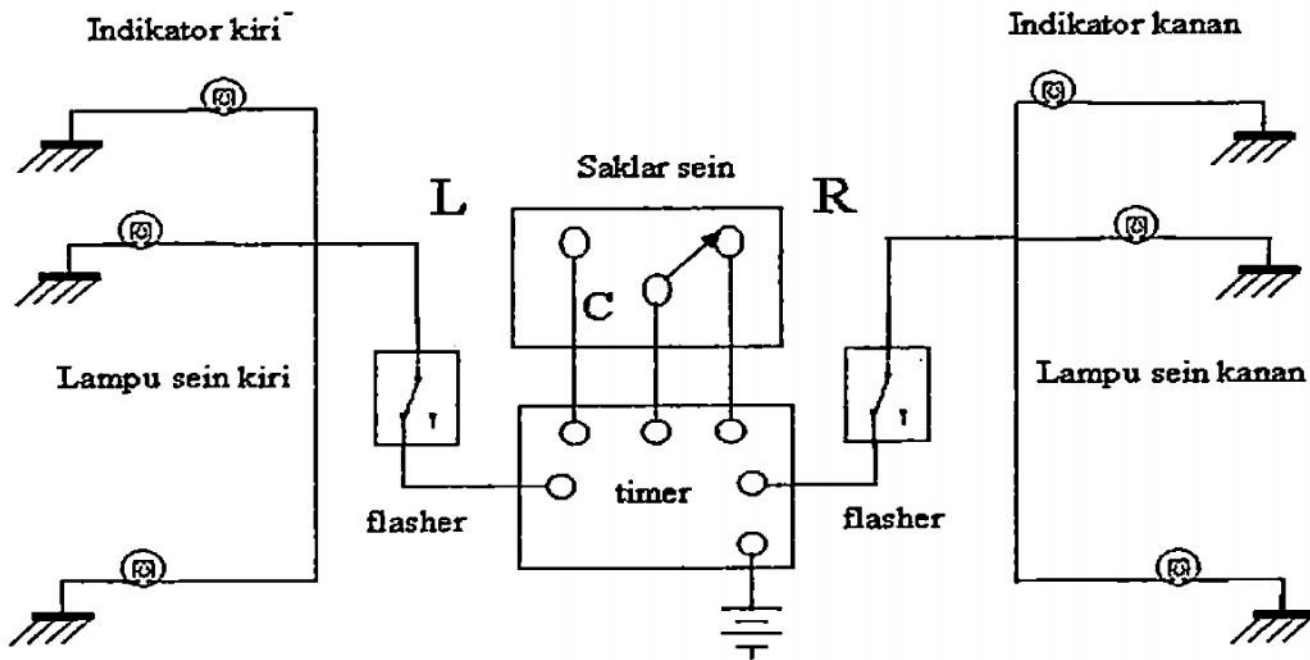 Indikator kiri
Indikator kanan
Saklar sein
L
R
C
Lampu sein kiri
Lampu sein kanan
timer
flasher
flasher